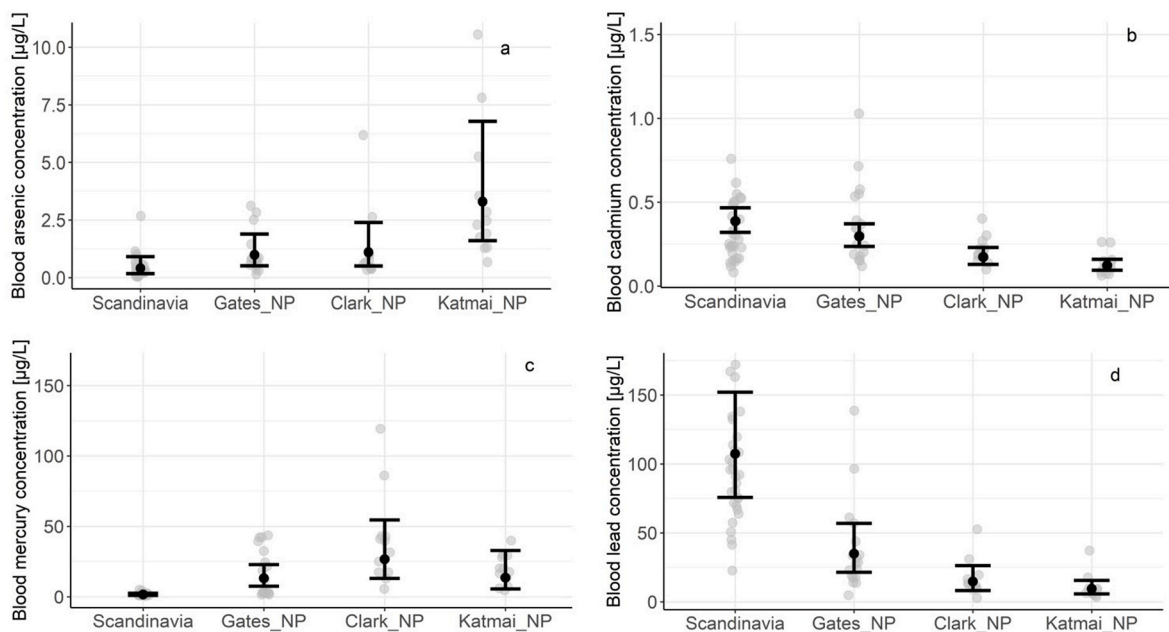 a
Blood arsenic concentration [µg/L]
10.0
7.5
5.0
2.5
0.0
Scandinavia Gates_NP Clark_NP Katmai_NP
b
Blood cadmium concentration [µg/L]
1.5
1.0
0.5
0.0
Scandinavia Gates_NP Clark_NP Katmai_NP
c
Blood mercury concentration [µg/L]
150
100
50
0
Scandinavia Gates_NP Clark_NP Katmai_NP
d
Blood lead concentration [µg/L]
150
100
50
0
Scandinavia Gates_NP Clark_NP Katmai_NP